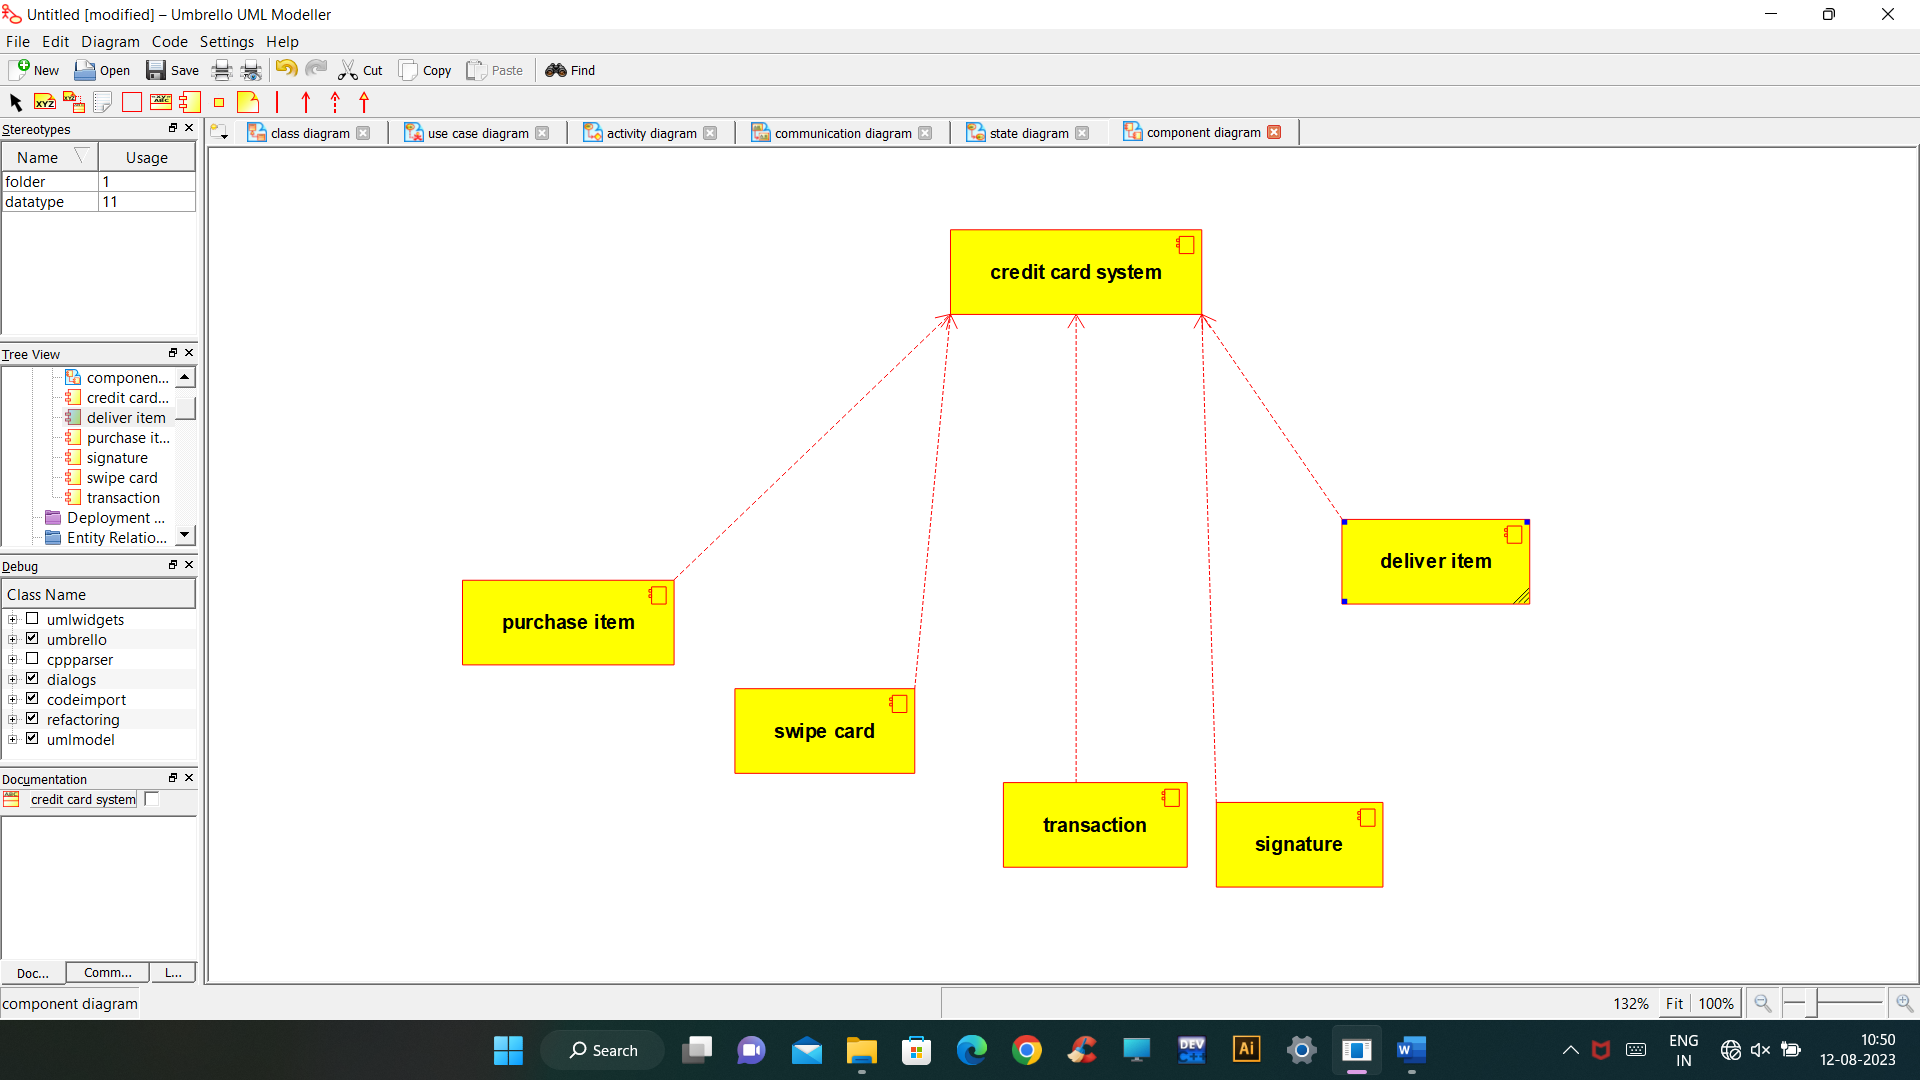 Untitled [modified] – Umbrello UML Modeller
File Edit Diagram Code Settings Help
New Open Save Cut Copy Paste Find
XYZ
Stereotypes
class diagram use case diagram activity diagram communication diagram state diagram component diagram
Name Usage
folder 1
datatype 11
credit card system
Tree View
componen...
credit card...
deliver item
purchase it...
signature
swipe card
transaction
Deployment ...
Entity Relatio...
deliver item
purchase item
swipe card
transaction
signature
Debug
Class Name
umlwidgets
umbrello
cppparser
dialogs
codeimport
refactoring
umlmodel
Documentation
credit card system
Doc... Comm... L...
component diagram
132% Fit 100%
Search
DEV
C++
Ai
W
ENG
IN
10:50
12-08-2023